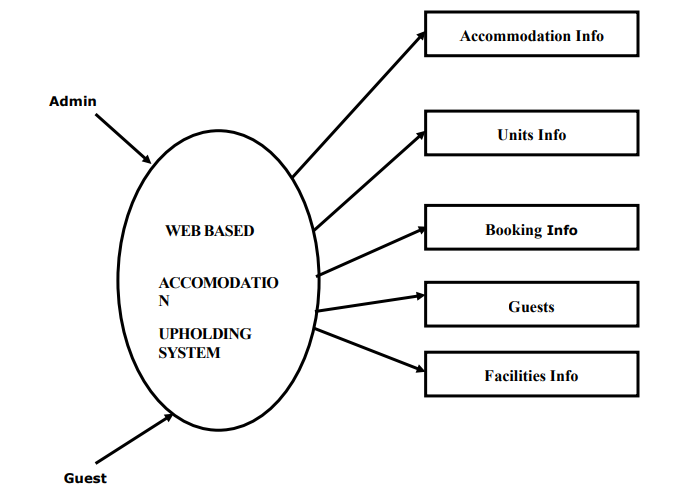 Accommodation Info
Admin
Units Info
WEB BASED
Booking Info
ACCOMODATIO
N
Guests
UPHOLDING
SYSTEM
Facilities Info
Guest